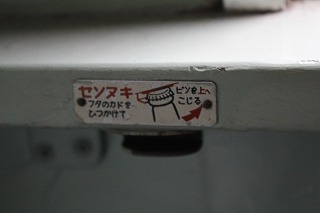 センヌキ
フタのカドを
ひっかけて
ビンを上へ
こじる